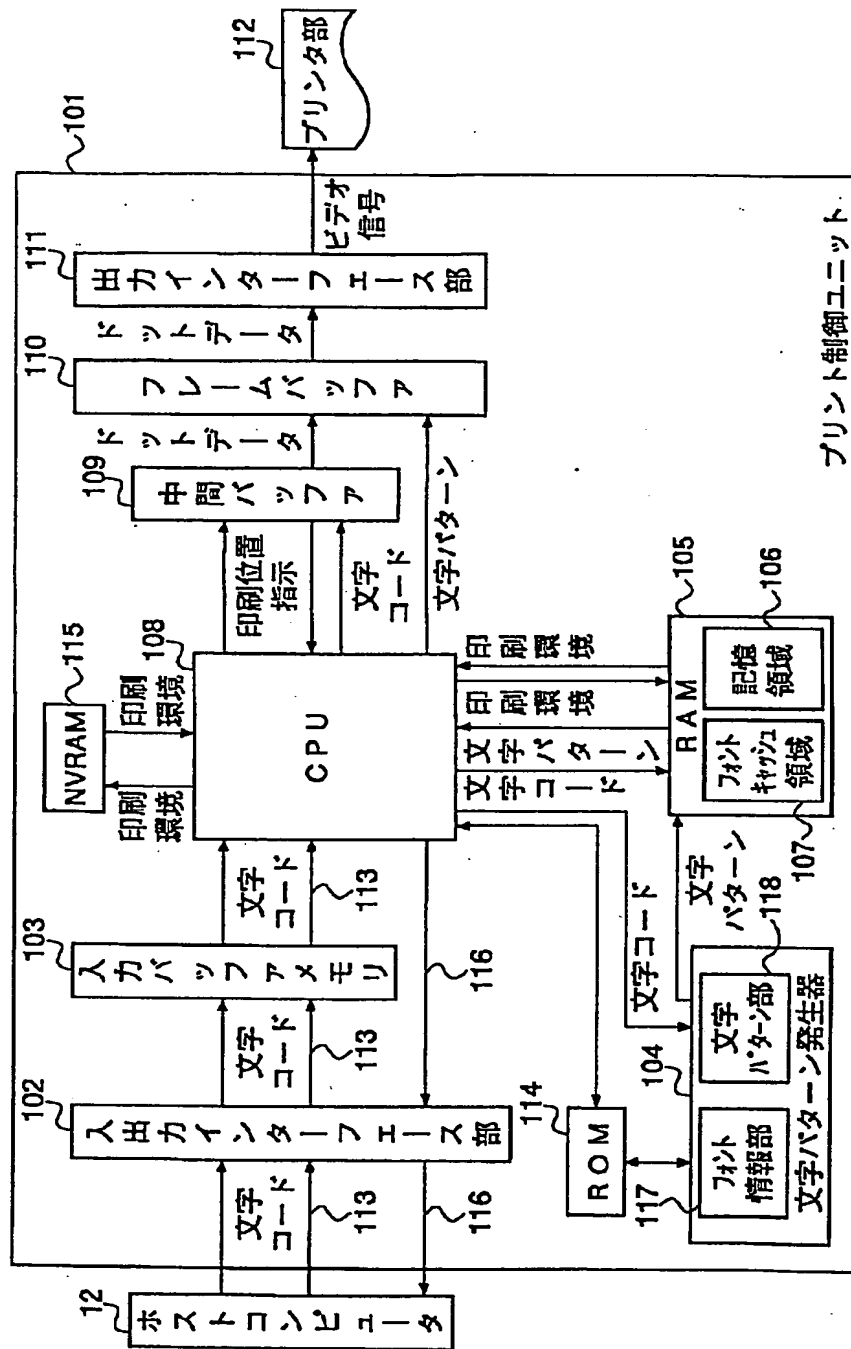 12
ホストコンピュータ
文字
コード
113
116
102
入出力インターフェース部
文字
コード
113
116
103
入力バッファメモリ
文字
コード
113
NVRAM
115
印刷
環境
印刷
環境
108
CPU
印刷位置
指示
文字
コード
文字パターン
109
中間バッファ
ドットデータ
110
フレームバッファ
ドットデータ
111
出力インターフェース部
ビデオ
信号
101
112
プリンタ部
114
ROM
文字コード
104
117
フォント
情報部
文字
パターン部
118
文字パターン発生器
文字
パターン
文字コード
文字パターン
印刷環境
印刷環境
RAM
105
107
フォント
キャッシュ
領域
記憶
領域
106
プリント制御ユニット